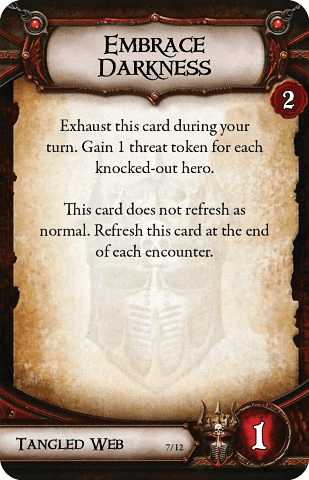 Embrace
Darkness
2
Exhaust this card during your
turn. Gain 1 threat token for each
knocked-out hero.
This card does not refresh as
normal. Refresh this card at the end
of each encounter.
Tangled Web
7/12
1